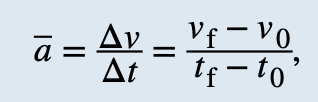 a̅ = Δv/Δt = (v_f − v_0)/(t_f − t_0),